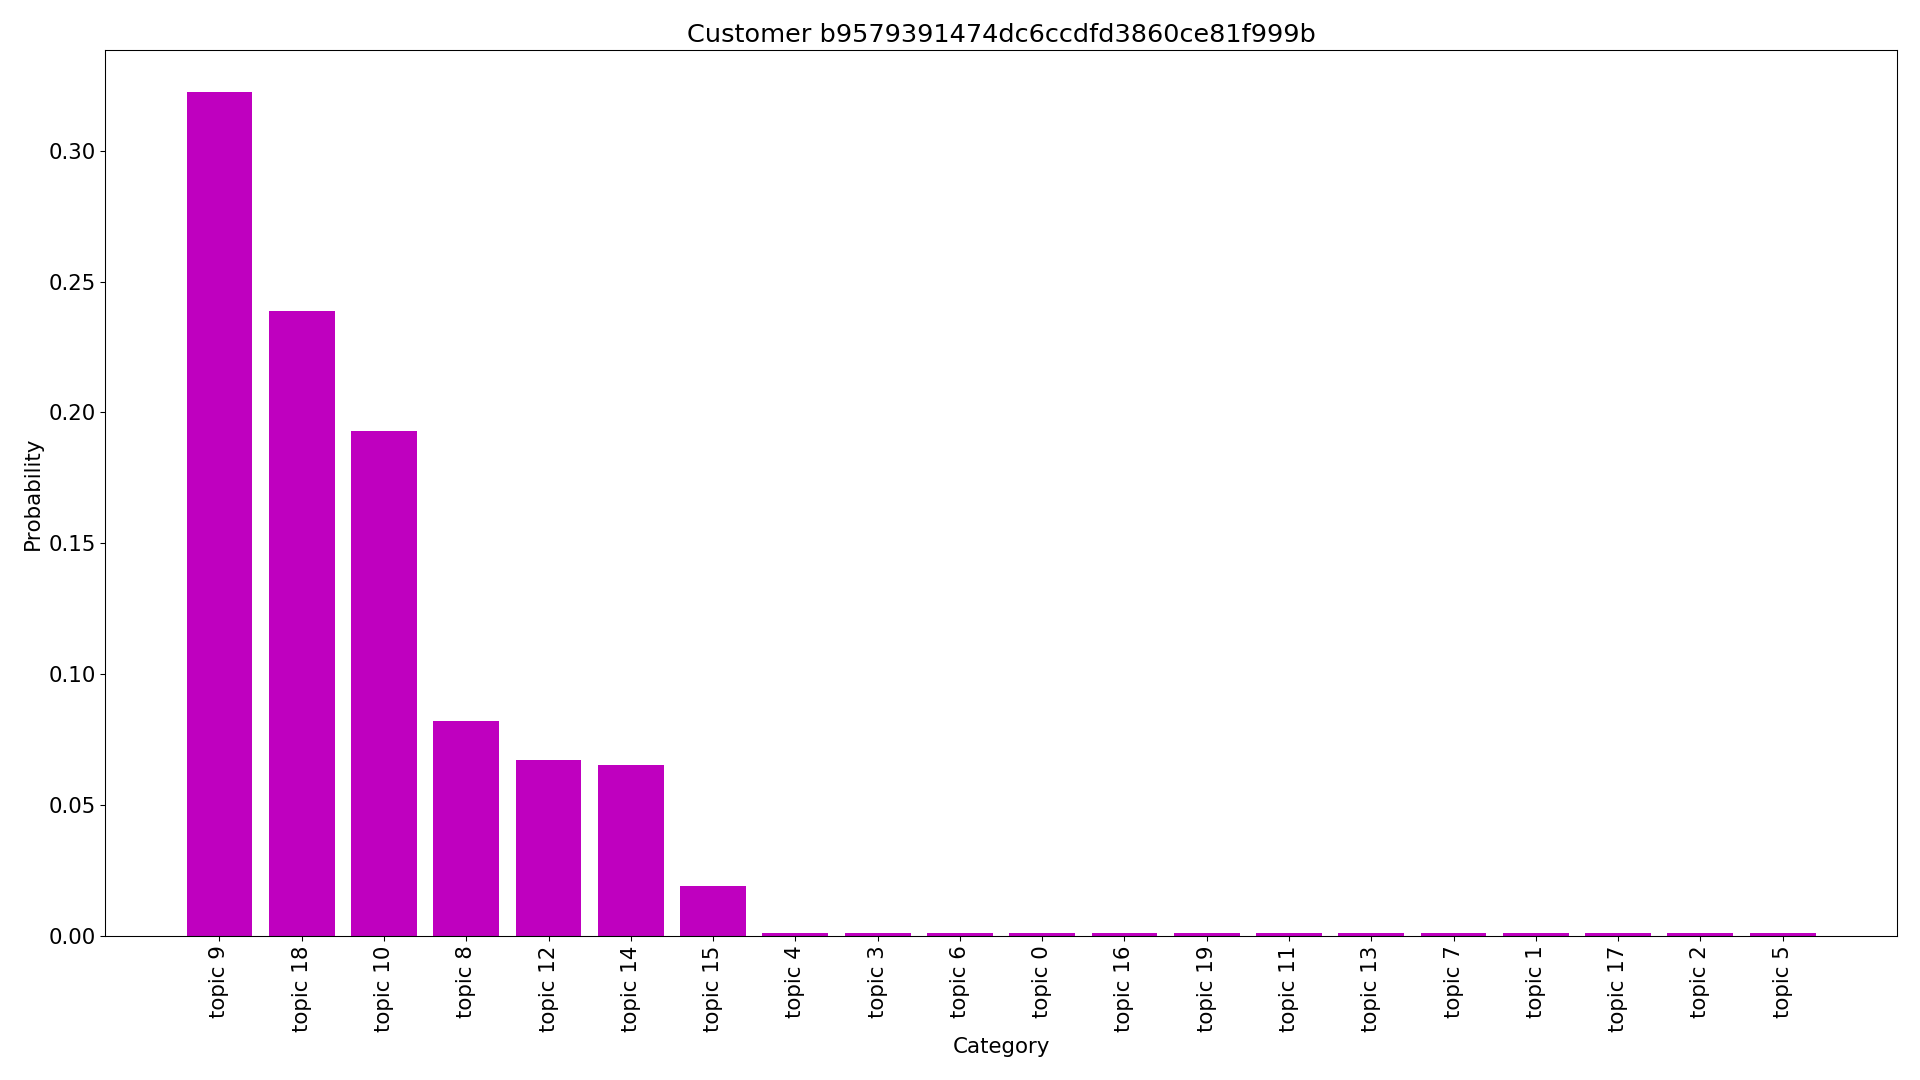 Customer b9579391474dc6ccdfd3860ce81f999b
Probability
0.30
0.25
0.20
0.15
0.10
0.05
0.00
topic 9
topic 18
topic 10
topic 8
topic 12
topic 14
topic 15
topic 4
topic 3
topic 6
topic 0
topic 16
topic 19
topic 11
topic 13
topic 7
topic 1
topic 17
topic 2
topic 5
Category